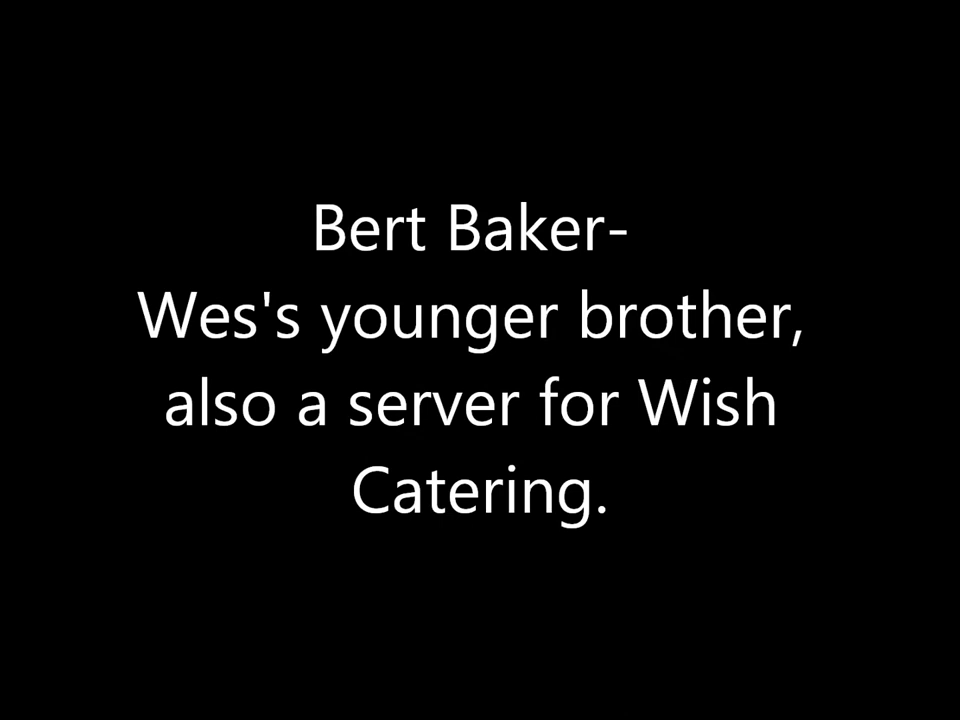 Bert Baker-
Wes's younger brother,
also a server for Wish
Catering.